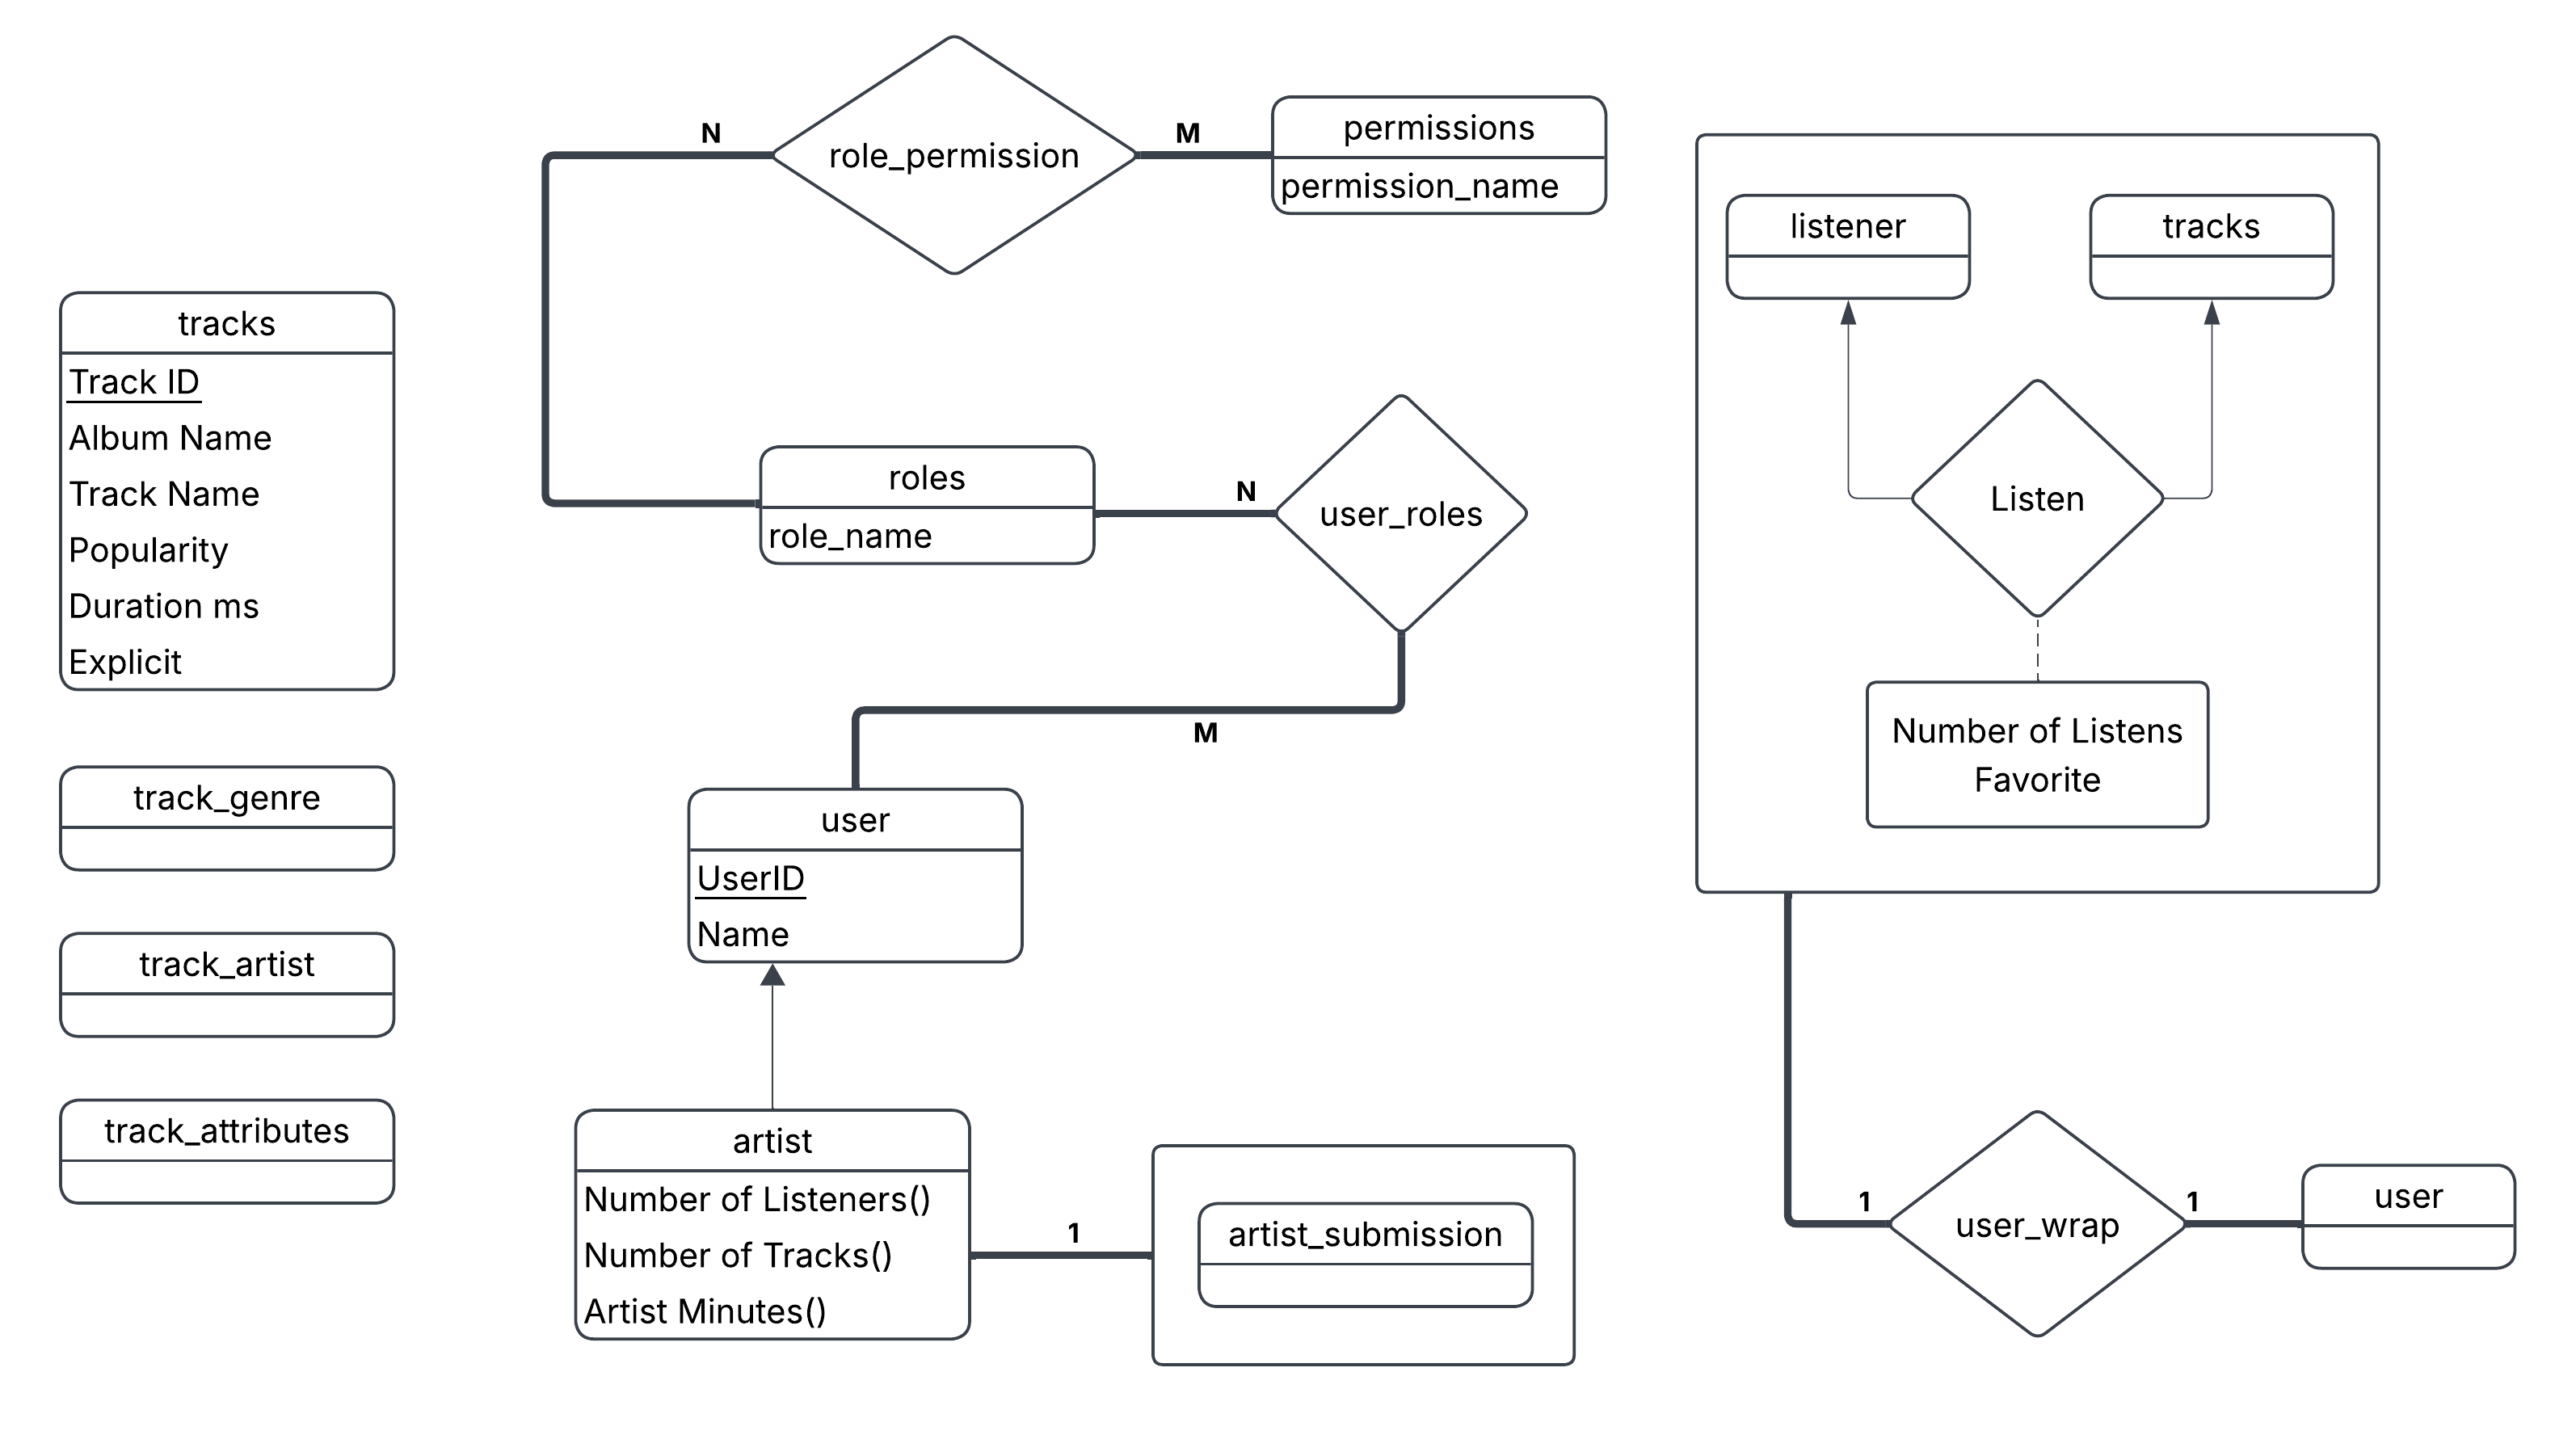 N
role_permission
M
permissions
permission_name
tracks
Track ID
Album Name
Track Name
Popularity
Duration ms
Explicit
track_genre
track_artist
track_attributes
roles
role_name
N
user_roles
M
user
UserID
Name
artist
Number of Listeners()
Number of Tracks()
Artist Minutes()
1
artist_submission
listener
tracks
Listen
Number of Listens
Favorite
1
user_wrap
1
user